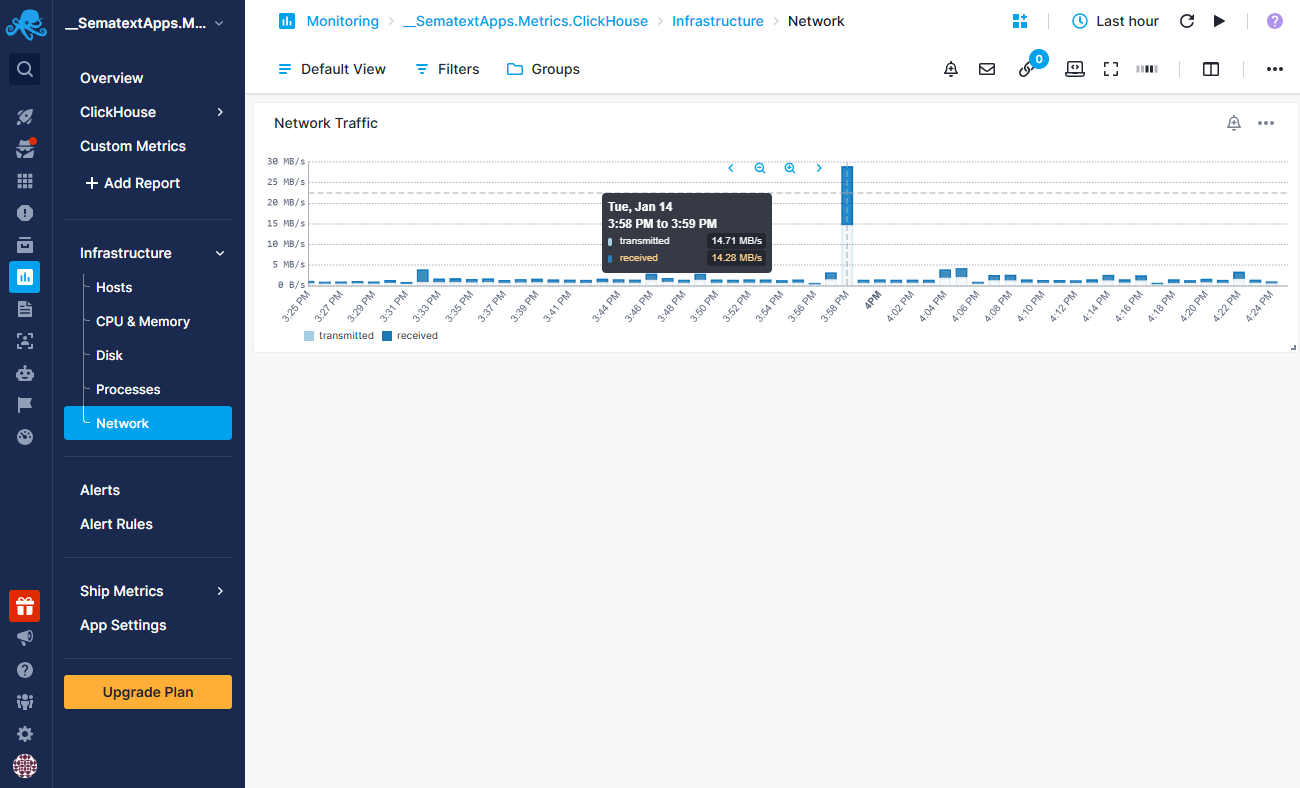 __SematextApps.M...
Overview
ClickHouse
Custom Metrics
Add Report
Infrastructure
Hosts
CPU & Memory
Disk
Processes
Network
Alerts
Alert Rules
Ship Metrics
App Settings
Upgrade Plan
Monitoring
__SematextApps.Metrics.ClickHouse
Infrastructure
Network
Last hour
Default View
Filters
Groups
0
Network Traffic
30 MB/s
25 MB/s
20 MB/s
15 MB/s
10 MB/s
5 MB/s
0 B/s
Tue, Jan 14
3:58 PM to 3:59 PM
transmitted 14.71 MB/s
received 14.28 MB/s
3:25 PM
3:27 PM
3:29 PM
3:31 PM
3:33 PM
3:35 PM
3:37 PM
3:39 PM
3:41 PM
3:44 PM
3:46 PM
3:48 PM
3:50 PM
3:52 PM
3:54 PM
3:56 PM
3:58 PM
4PM
4:02 PM
4:04 PM
4:06 PM
4:08 PM
4:10 PM
4:12 PM
4:14 PM
4:16 PM
4:18 PM
4:20 PM
4:22 PM
4:24 PM
transmitted received